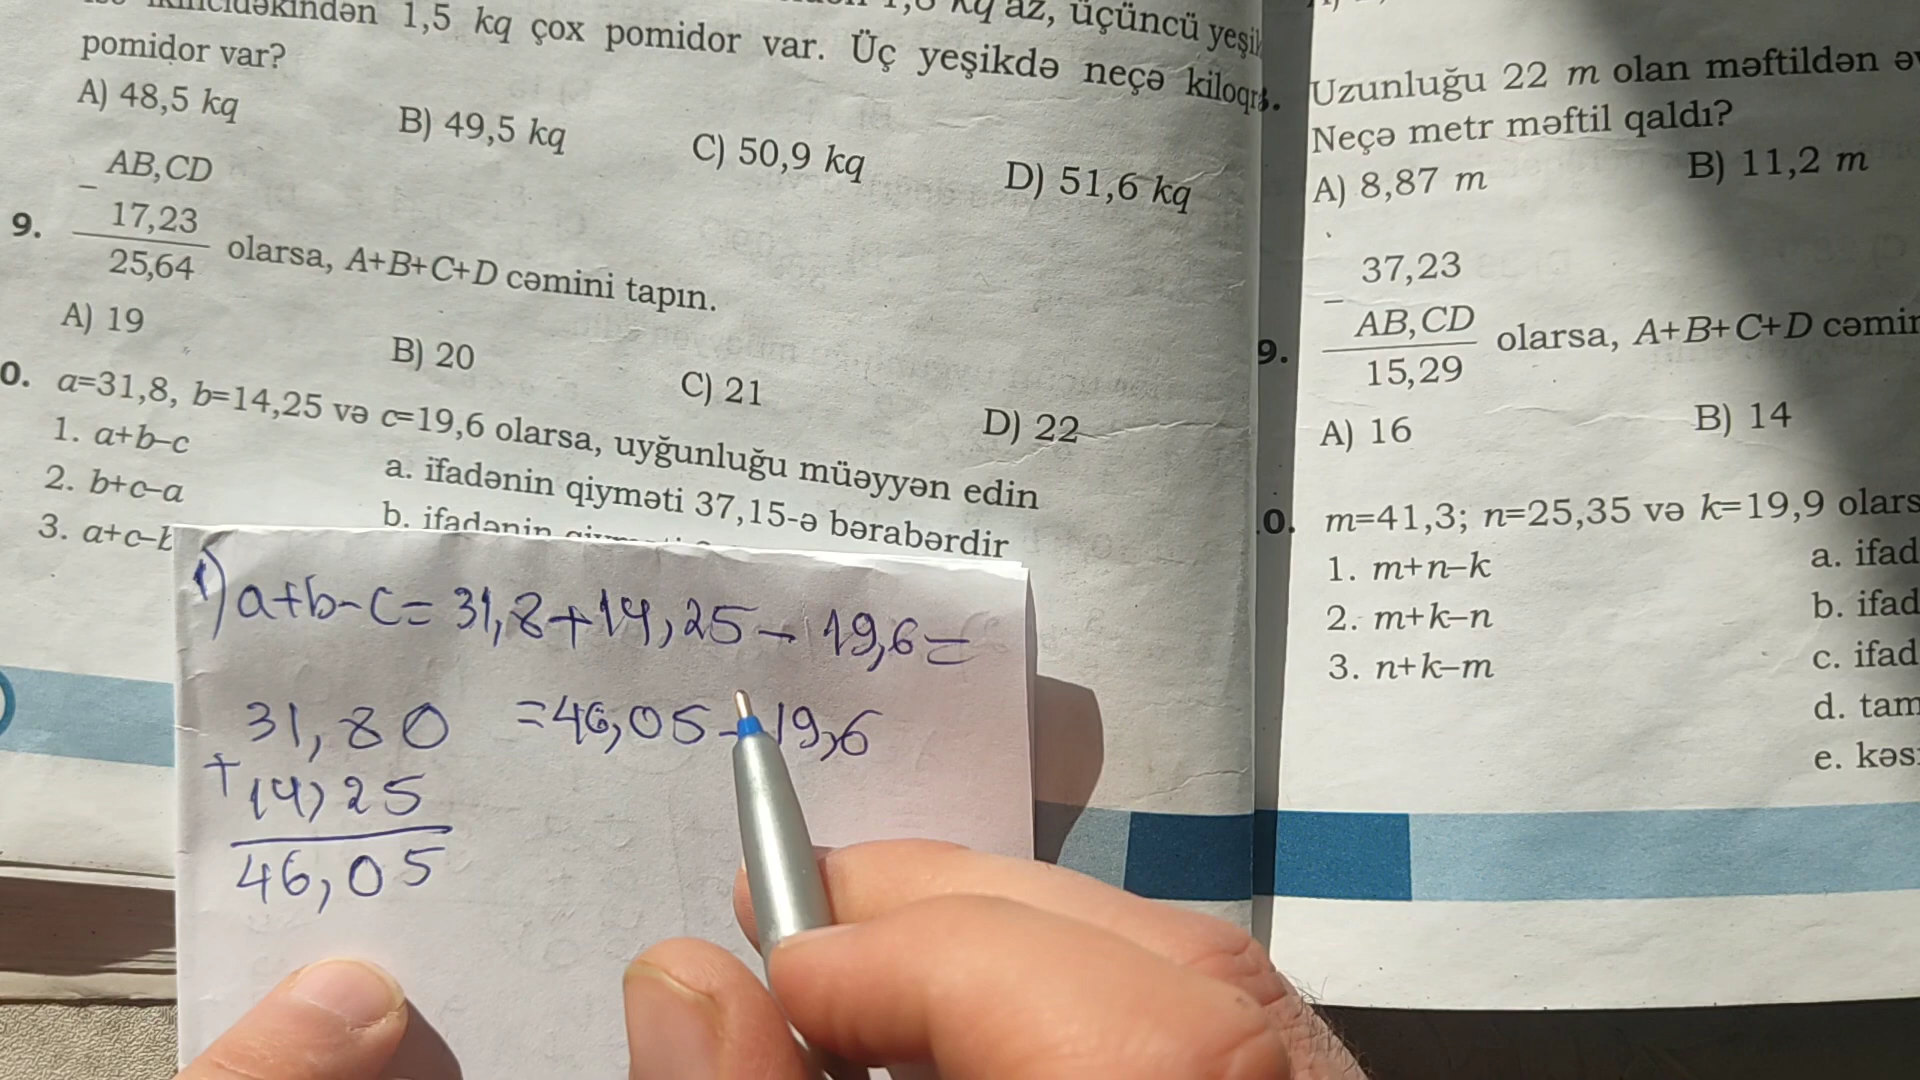 ikincidəkindən 1,5 kq çox pomidor var. Üç yeşikdə neçə
pomidor var?
A) 48,5 kq
B) 49,5 kq
C) 50,9 kq
D) 51,6 kq
9.
AB,CD
–
17,23
25,64
olarsa, A+B+C+D cəmini tapın.
A) 19
B) 20
C) 21
D) 22
0. a=31,8, b=14,25 və c=19,6 olarsa, uyğunluğu müəyyən edin
1. a+b–c
2. b+c–a
3. a+c–b
a. ifadənin qiyməti 37,15-ə bərabərdir
b. ifadənin
1) a+b-c=31,8+14,25-19,6=
=46,05-19,6
31,80
+
14,25
46,05
Uzunluğu 22 m olan məftildən
Neçə metr məftil qaldı?
A) 8,87 m
B) 11,2 m
9.
37,23
–
AB,CD
15,29
olarsa, A+B+C+D
A) 16
B) 14
0. m=41,3; n=25,35 və k=19,9
1. m+n–k
2. m+k–n
3. n+k–m
a.
b.
c.
d.
e.